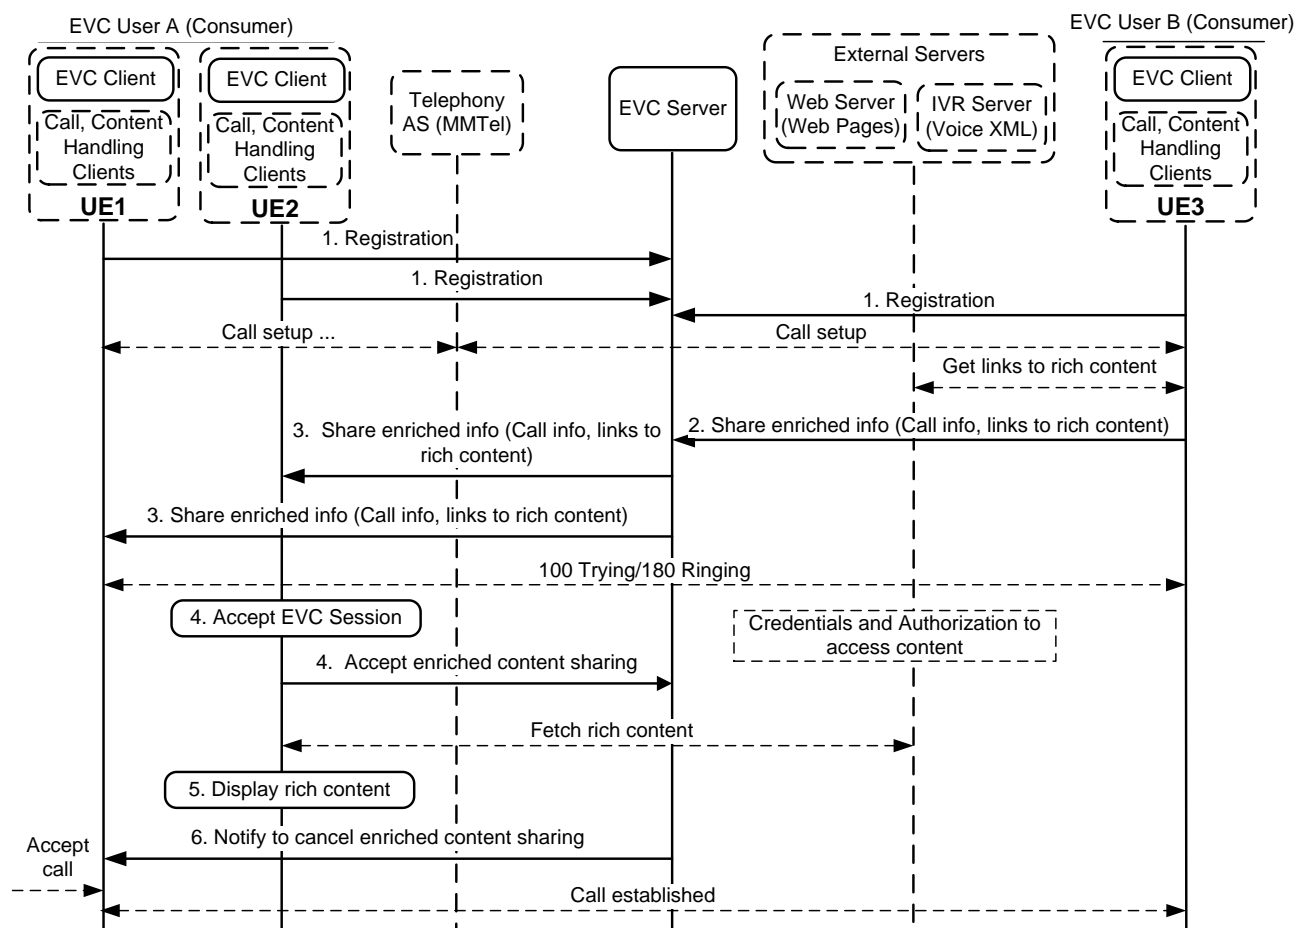 EVC User A (Consumer)
EVC User B (Consumer)
EVC Client
Call, Content
Handling
Clients
UE1
EVC Client
Call, Content
Handling
Clients
UE2
Telephony
AS (MMTel)
EVC Server
External Servers
Web Server
(Web Pages)
IVR Server
(Voice XML)
EVC Client
Call, Content
Handling
Clients
UE3
1. Registration
1. Registration
1. Registration
Call setup ...
Call setup
Get links to rich content
2. Share enriched info (Call info, links to rich content)
3. Share enriched info (Call info, links to
rich content)
3. Share enriched info (Call info, links to rich content)
100 Trying/180 Ringing
4. Accept EVC Session
Credentials and Authorization to
access content
4. Accept enriched content sharing
Fetch rich content
5. Display rich content
6. Notify to cancel enriched content sharing
Accept
call
Call established